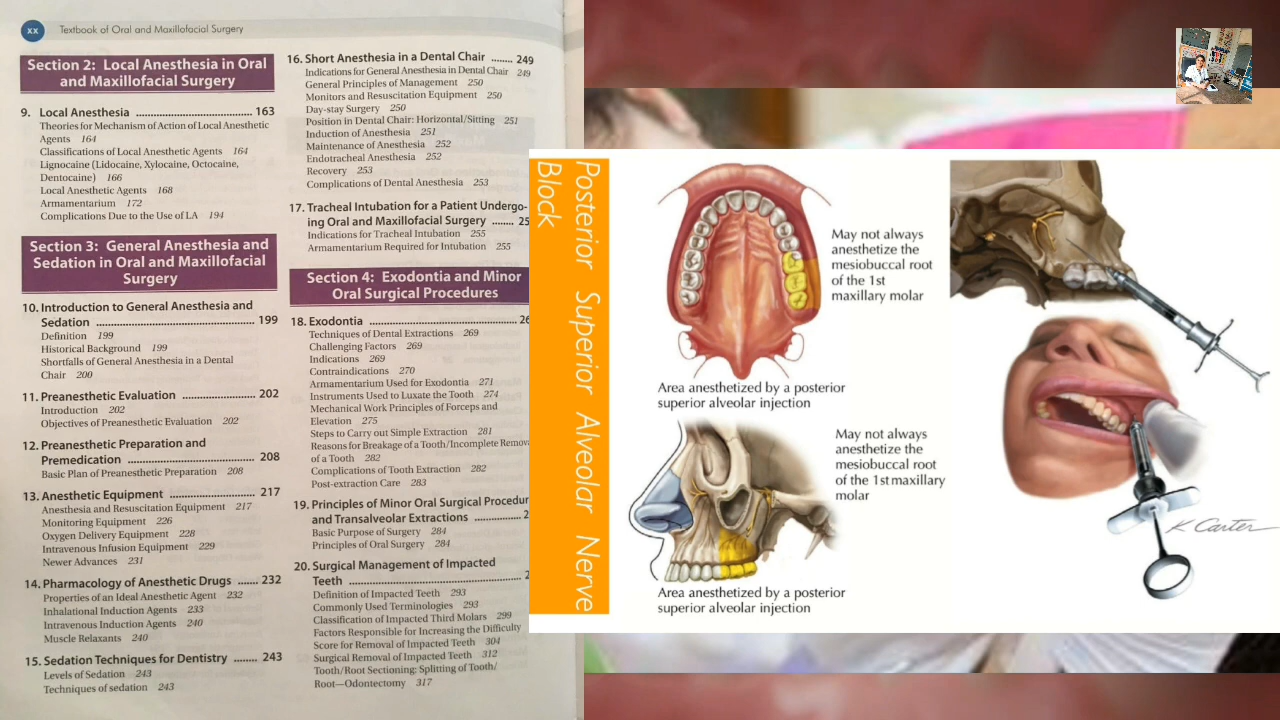 xx Textbook of Oral and Maxillofacial Surgery
Section 2: Local Anesthesia in Oral
and Maxillofacial Surgery
9. Local Anesthesia ................................ 163
Theories for Mechanism of Action of Local Anesthetic
Agents 164
Classifications of Local Anesthetic Agents 164
Lignocaine (Lidocaine, Xylocaine, Octocaine,
Dentocaine) 166
Local Anesthetic Agents 168
Armamentarium 172
Complications Due to the Use of LA 194
Section 3: General Anesthesia and
Sedation in Oral and Maxillofacial
Surgery
10. Introduction to General Anesthesia and
Sedation ............................................ 199
Definition 199
Historical Background 199
Shortfalls of General Anesthesia in a Dental
Chair 200
11. Preanesthetic Evaluation .................... 202
Introduction 202
Objectives of Preanesthetic Evaluation 202
12. Preanesthetic Preparation and
Premedication ................................... 208
Basic Plan of Preanesthetic Preparation 208
13. Anesthetic Equipment ........................ 217
Anesthesia and Resuscitation Equipment 217
Monitoring Equipment 226
Oxygen Delivery Equipment 228
Intravenous Infusion Equipment 229
Newer Advances 231
14. Pharmacology of Anesthetic Drugs ...... 232
Properties of an Ideal Anesthetic Agent 232
Inhalational Induction Agents 233
Intravenous Induction Agents 240
Muscle Relaxants 240
15. Sedation Techniques for Dentistry ........ 243
Levels of Sedation 243
Techniques of sedation 243
16. Short Anesthesia in a Dental Chair ........ 249
Indications for General Anesthesia in Dental Chair 249
General Principles of Management 250
Monitors and Resuscitation Equipment 250
Day-stay Surgery 250
Position in Dental Chair: Horizontal/Sitting 251
Induction of Anesthesia 251
Maintenance of Anesthesia 252
Endotracheal Anesthesia 252
Recovery 253
Complications of Dental Anesthesia 253
17. Tracheal Intubation for a Patient Undergo-
ing Oral and Maxillofacial Surgery ........ 25
Indications for Tracheal Intubation 255
Armamentarium Required for Intubation 255
Section 4: Exodontia and Minor
Oral Surgical Procedures
18. Exodontia ........................................ 26
Techniques of Dental Extractions 269
Challenging Factors 269
Indications 269
Contraindications 270
Armamentarium Used for Exodontia 271
Instruments Used to Luxate the Tooth 274
Mechanical Work Principles of Forceps and
Elevation 275
Steps to Carry out Simple Extraction 281
Reasons for Breakage of a Tooth/Incomplete Remov
of a Tooth 282
Complications of Tooth Extraction 282
Post-extraction Care 283
19. Principles of Minor Oral Surgical Procedur
and Transalveolar Extractions ............. 2
Basic Purpose of Surgery 284
Principles of Oral Surgery 284
20. Surgical Management of Impacted
Teeth ................................................ 2
Definition of Impacted Teeth 293
Commonly Used Terminologies 293
Classification of Impacted Third Molars 299
Factors Responsible for Increasing the Difficulty
Score for Removal of Impacted Teeth 304
Surgical Removal of Impacted Teeth 312
Tooth/Root Sectioning: Splitting of Tooth/
Root—Odontectomy 317
Posterior Superior Alveolar Nerve
Block
May not always
anesthetize the
mesiobuccal root
of the 1st
maxillary molar
Area anesthetized by a posterior
superior alveolar injection
May not always
anesthetize the
mesiobuccal root
of the 1st maxillary
molar
Area anesthetized by a posterior
superior alveolar injection
K. Carter